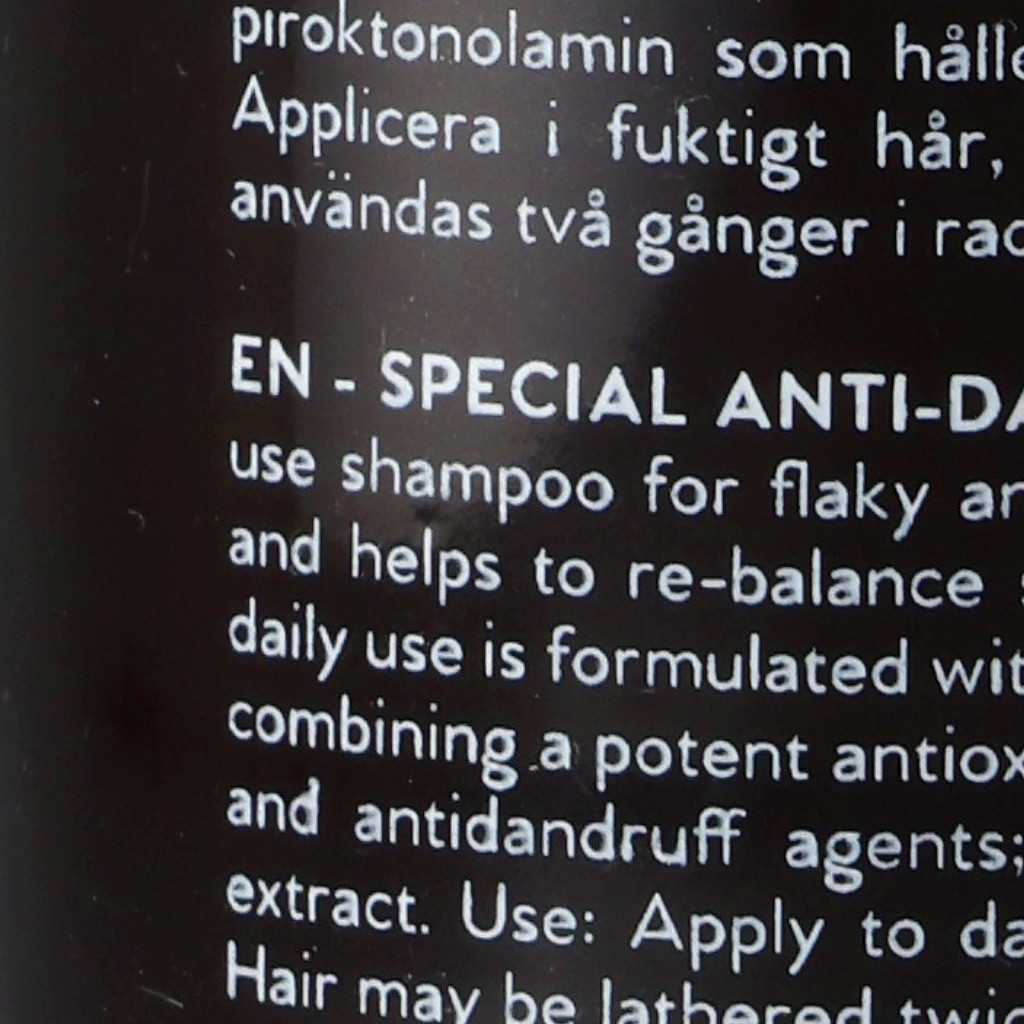 piroktonolamin som hålle
Applicera i fuktigt hår,
användas två gånger i rad
EN - SPECIAL ANTI-DA
use shampoo for flaky an
and helps to re-balance s
daily use is formulated wit
combining a potent antiox
and antidandruff agents;
extract. Use: Apply to da
Hair may be lathered twic